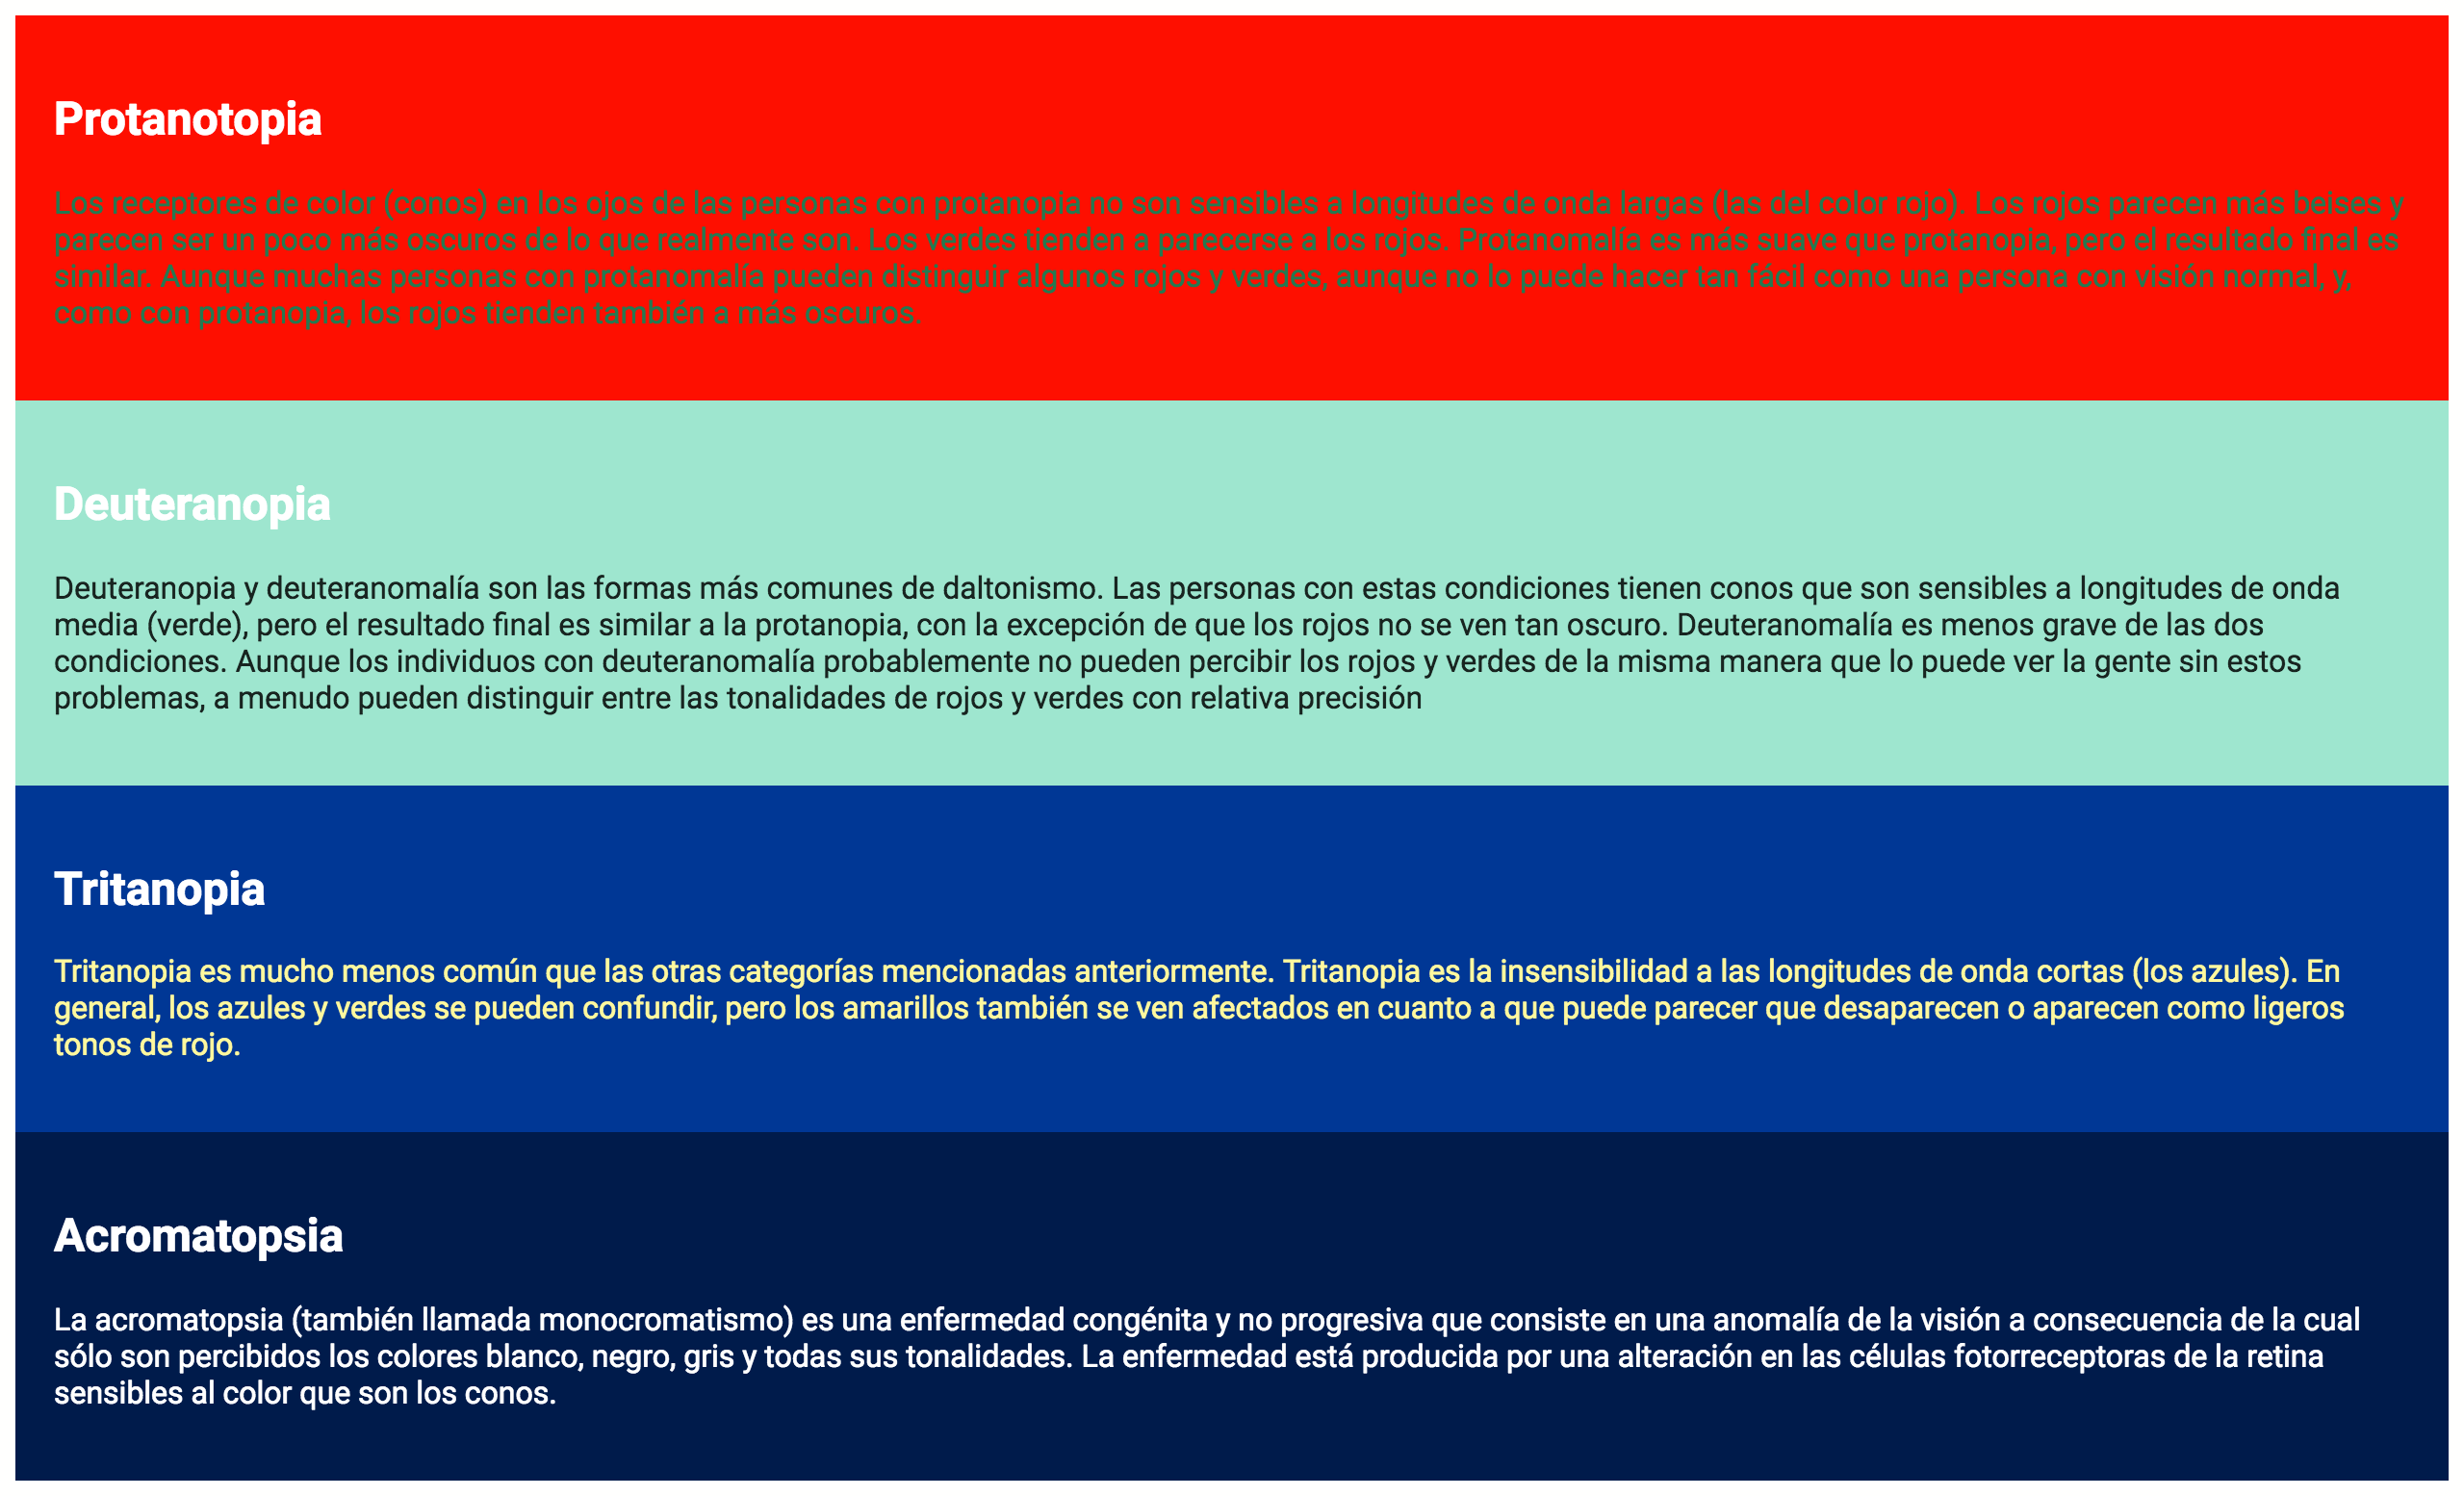 Protanotopia
Los receptores de color (conos) en los ojos de las personas con protanopia no son sensibles a longitudes de onda largas (las del color rojo). Los rojos parecen más beises y
parecen ser un poco más oscuros de lo que realmente son. Los verdes tienden a parecerse a los rojos. Protanomalía es más suave que protanopia, pero el resultado final es
similar. Aunque muchas personas con protanomalía pueden distinguir algunos rojos y verdes, aunque no lo puede hacer tan fácil como una persona con visión normal, y,
como con protanopia, los rojos tienden también a más oscuros.
Deuteranopia
Deuteranopia y deuteranomalía son las formas más comunes de daltonismo. Las personas con estas condiciones tienen conos que son sensibles a longitudes de onda
media (verde), pero el resultado final es similar a la protanopia, con la excepción de que los rojos no se ven tan oscuro. Deuteranomalía es menos grave de las dos
condiciones. Aunque los individuos con deuteranomalía probablemente no pueden percibir los rojos y verdes de la misma manera que lo puede ver la gente sin estos
problemas, a menudo pueden distinguir entre las tonalidades de rojos y verdes con relativa precisión
Tritanopia
Tritanopia es mucho menos común que las otras categorías mencionadas anteriormente. Tritanopia es la insensibilidad a las longitudes de onda cortas (los azules). En
general, los azules y verdes se pueden confundir, pero los amarillos también se ven afectados en cuanto a que puede parecer que desaparecen o aparecen como ligeros
tonos de rojo.
Acromatopsia
La acromatopsia (también llamada monocromatismo) es una enfermedad congénita y no progresiva que consiste en una anomalía de la visión a consecuencia de la cual
sólo son percibidos los colores blanco, negro, gris y todas sus tonalidades. La enfermedad está producida por una alteración en las células fotorreceptoras de la retina
sensibles al color que son los conos.